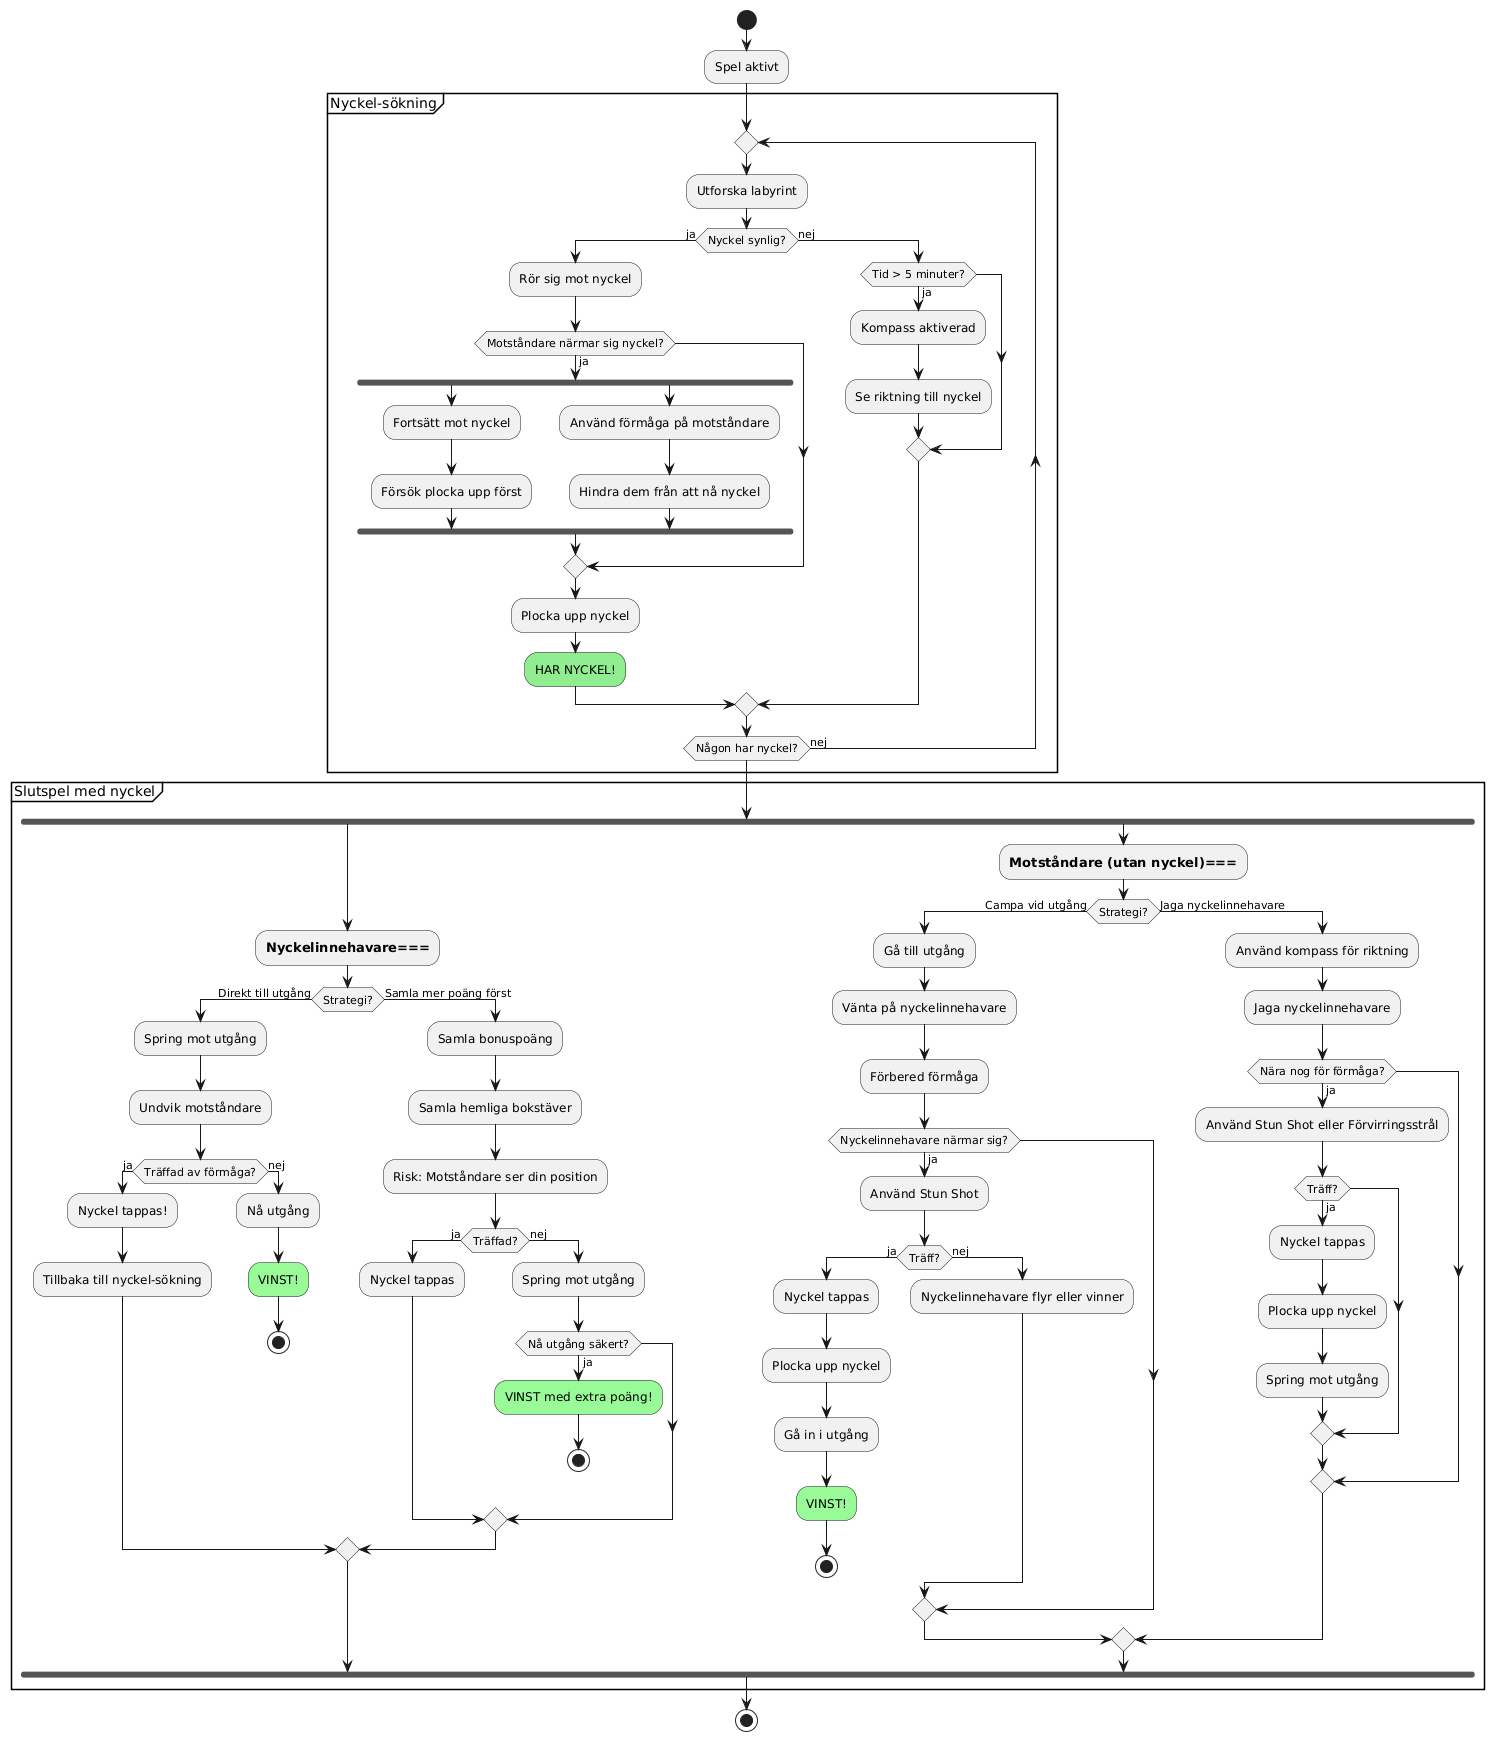 Spel aktivt
Nyckel-sökning
Utforska labyrint
Nyckel synlig?
ja
nej
Rör sig mot nyckel
Motståndare närmar sig nyckel?
ja
Fortsätt mot nyckel
Försök plocka upp först
Använd förmåga på motståndare
Hindra dem från att nå nyckel
Plocka upp nyckel
HAR NYCKEL!
Tid > 5 minuter?
ja
Kompass aktiverad
Se riktning till nyckel
Någon har nyckel?
nej
Slutspel med nyckel
Nyckelinnehavare===
Strategi?
Direkt till utgång
Samla mer poäng först
Spring mot utgång
Undvik motståndare
Träffad av förmåga?
ja
nej
Nyckel tappas!
Tillbaka till nyckel-sökning
Nå utgång
VINST!
Samla bonuspoäng
Samla hemliga bokstäver
Risk: Motståndare ser din position
Träffad?
ja
nej
Nyckel tappas
Spring mot utgång
Nå utgång säkert?
ja
VINST med extra poäng!
Motståndare (utan nyckel)===
Strategi?
Campa vid utgång
Jaga nyckelinnehavare
Gå till utgång
Vänta på nyckelinnehavare
Förbered förmåga
Nyckelinnehavare närmar sig?
ja
Använd Stun Shot
Träff?
ja
nej
Nyckel tappas
Plocka upp nyckel
Gå in i utgång
VINST!
Nyckelinnehavare flyr eller vinner
Använd kompass för riktning
Jaga nyckelinnehavare
Nära nog för förmåga?
ja
Använd Stun Shot eller Förvirringsstrål
Träff?
ja
Nyckel tappas
Plocka upp nyckel
Spring mot utgång